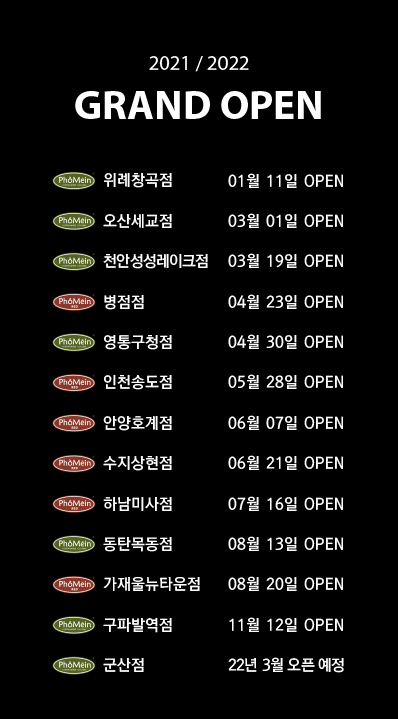 2021 / 2022
GRAND OPEN
PhôMein 위례창곡점 01월 11일 OPEN
PhôMein 오산세교점 03월 01일 OPEN
PhôMein 천안성성레이크점 03월 19일 OPEN
PhôMein RED 병점점 04월 23일 OPEN
PhôMein 영통구청점 04월 30일 OPEN
PhôMein RED 인천송도점 05월 28일 OPEN
PhôMein RED 안양호계점 06월 07일 OPEN
PhôMein RED 수지상현점 06월 21일 OPEN
PhôMein RED 하남미사점 07월 16일 OPEN
PhôMein 동탄목동점 08월 13일 OPEN
PhôMein RED 가재울뉴타운점 08월 20일 OPEN
PhôMein 구파발역점 11월 12일 OPEN
PhôMein 군산점 22년 3월 오픈 예정